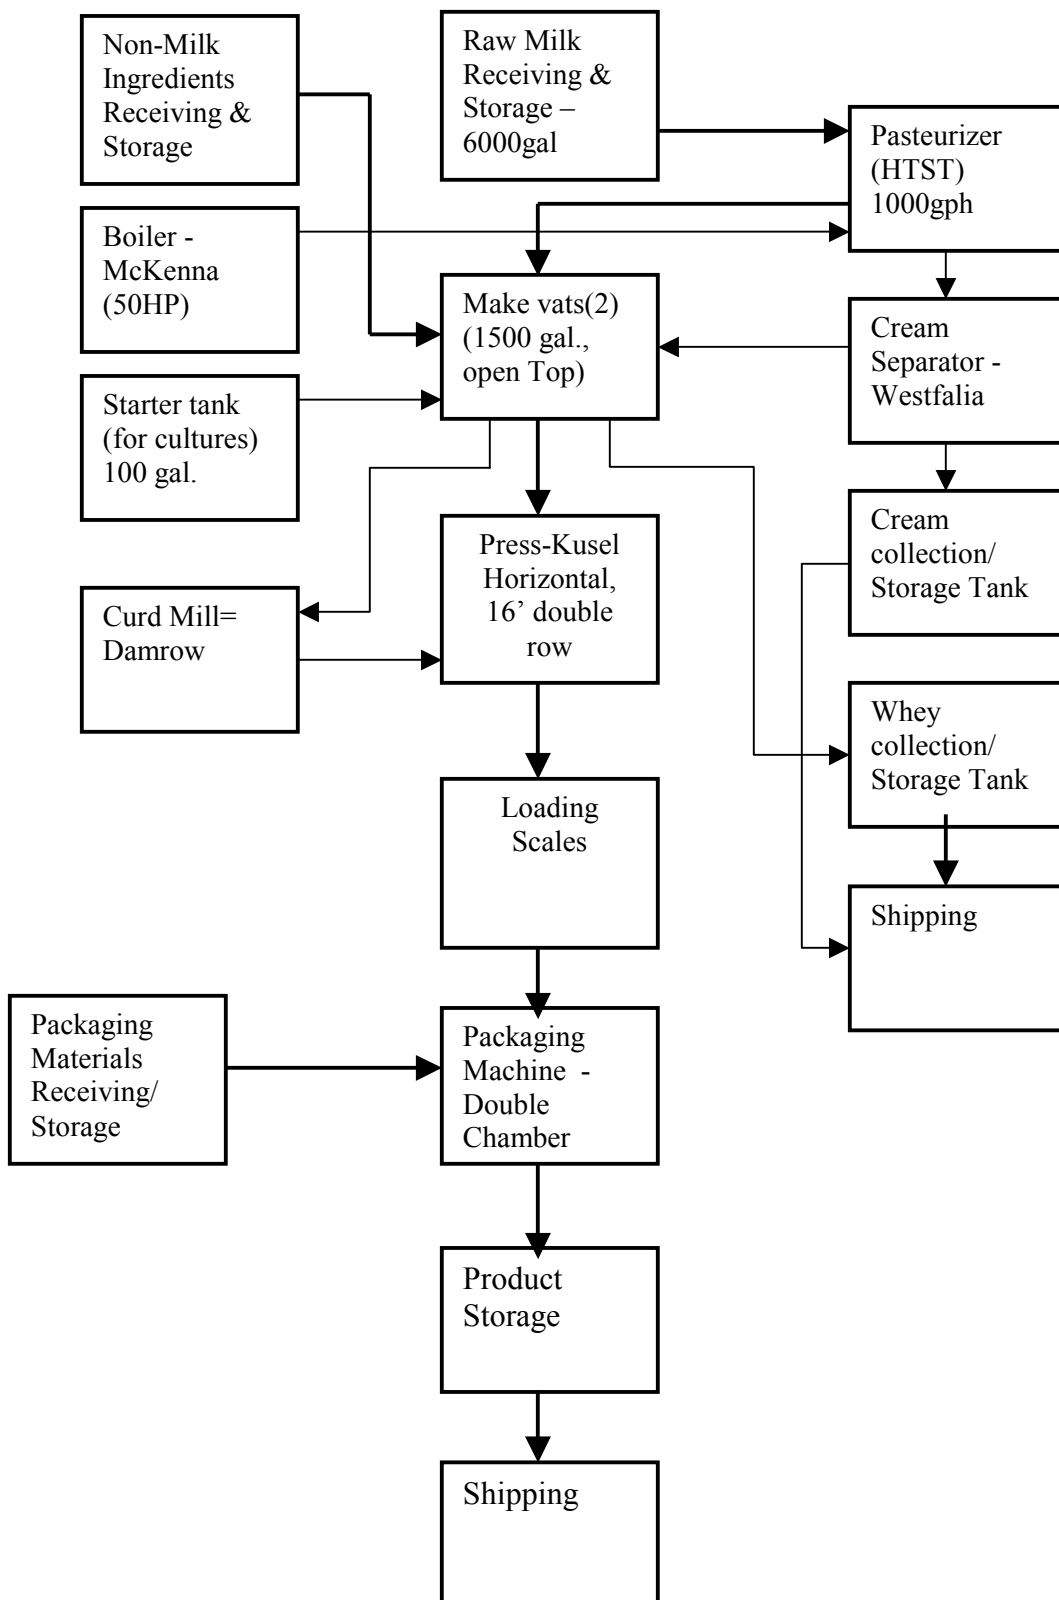 Non-Milk
Ingredients
Receiving &
Storage
Raw Milk
Receiving &
Storage –
6000gal
Pasteurizer
(HTST)
1000gph
Boiler -
McKenna
(50HP)
Make vats(2)
(1500 gal.,
open Top)
Cream
Separator -
Westfalia
Starter tank
(for cultures)
100 gal.
Cream
collection/
Storage Tank
Press-Kusel
Horizontal,
16’ double
row
Curd Mill=
Damrow
Whey
collection/
Storage Tank
Loading
Scales
Shipping
Packaging
Materials
Receiving/
Storage
Packaging
Machine  -
Double
Chamber
Product
Storage
Shipping